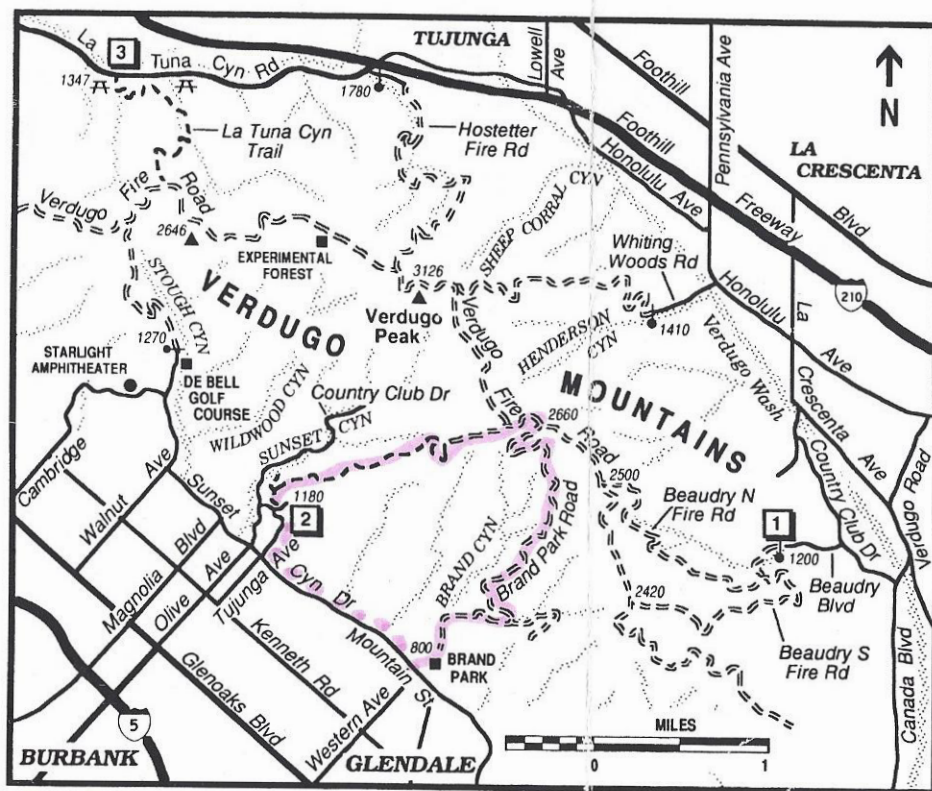 TUJUNGA
La Tuna Cyn Rd
3
1347
1780
Lowell Ave
Foothill Blvd
Pennsylvania Ave
N
LA CRESCENTA
La Tuna Cyn Trail
Hostetter Fire Rd
Foothill Freeway
210
Honolulu Ave
Verdugo Fire Road
2646
EXPERIMENTAL FOREST
SHEEP CORRAL CYN
Whiting Woods Rd
3126
Verdugo Peak
1410
Honolulu Ave
STOUGH CYN
VERDUGO
MOUNTAINS
HENDERSON CYN
Verdugo Wash
La Crescenta Ave
1270
STARLIGHT AMPHITHEATER
DE BELL GOLF COURSE
WILDWOOD CYN
Country Club Dr
SUNSET CYN
Verdugo Fire Road
2660
2500
Beaudry N Fire Rd
Country Club Dr
Verdugo Road
Cambridge
Walnut Ave
Sunset Cyn Dr
1180
2
BRAND CYN
Brand Park Road
1
1200
Beaudry Blvd
2420
Beaudry S Fire Rd
Magnolia Blvd
Olive Ave
Tujunga Ave
Kenneth Rd
Glenoaks Blvd
Mountain St.
800
BRAND PARK
Western Ave
Canada Blvd
MILES
0
1
5
BURBANK
GLENDALE